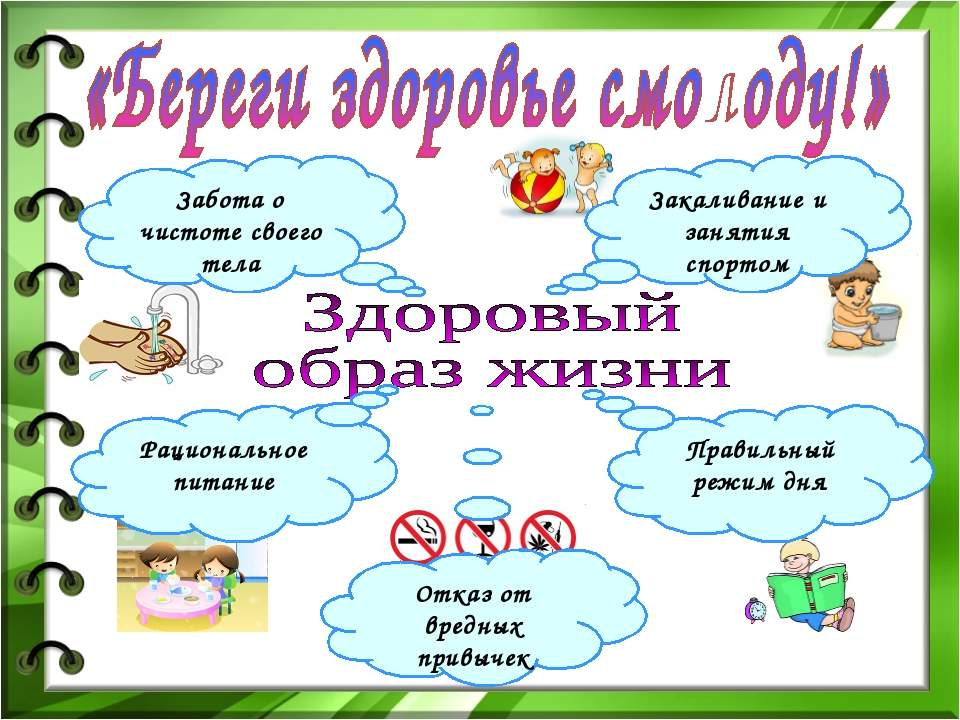 «Береги здоровье смолоду!»
Забота о
чистоте своего
тела
Закаливание и
занятия
спортом
Здоровый
образ жизни
Рациональное
питание
Правильный
режим дня
Отказ от
вредных
привычек